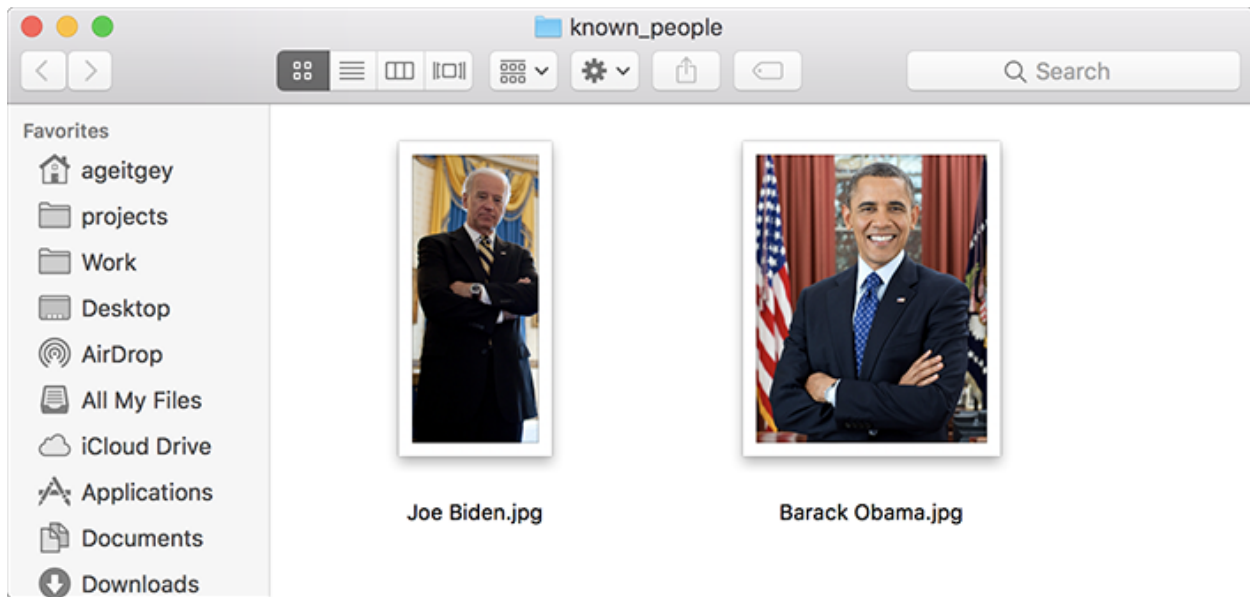 known_people
Search
Favorites
ageitgey
projects
Work
Desktop
AirDrop
All My Files
iCloud Drive
Applications
Documents
Downloads
Joe Biden.jpg
Barack Obama.jpg